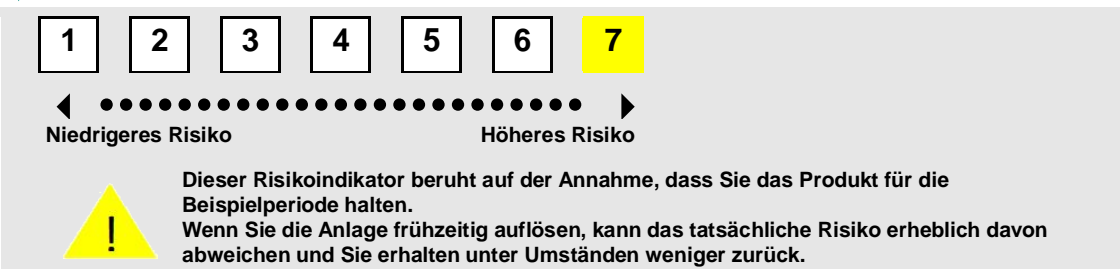 1 2 3 4 5 6 7
Niedrigeres Risiko Höheres Risiko
Dieser Risikoindikator beruht auf der Annahme, dass Sie das Produkt für die
Beispielperiode halten.
!
Wenn Sie die Anlage frühzeitig auflösen, kann das tatsächliche Risiko erheblich davon
abweichen und Sie erhalten unter Umständen weniger zurück.